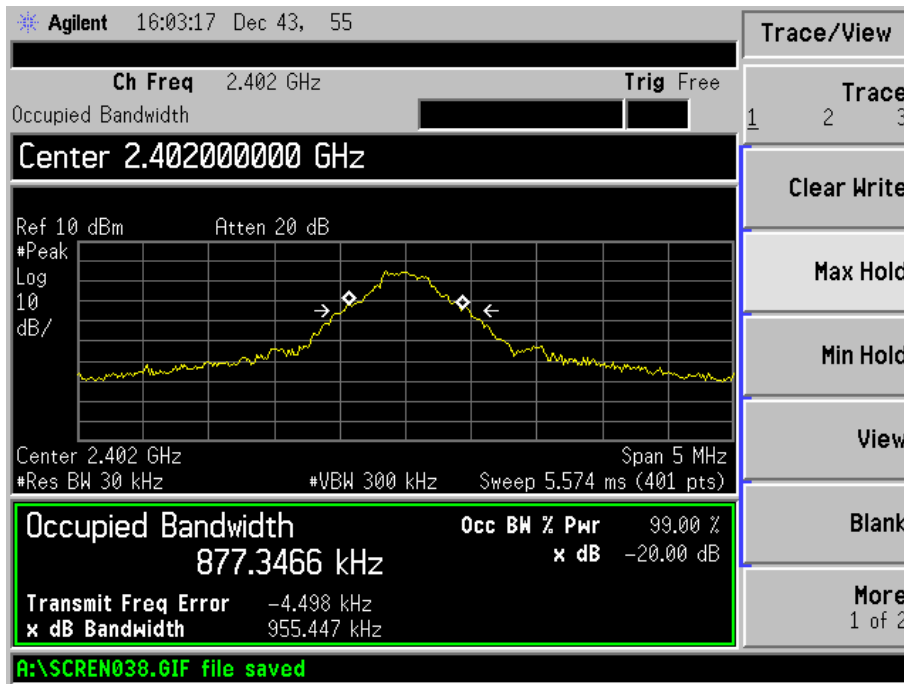 Agilent 16:03:17 Dec 43, 55
Trace/View
Ch Freq 2.402 GHz Trig Free
Occupied Bandwidth
Trace
1 2 3
Center 2.402000000 GHz
Clear Write
Ref 10 dBm Atten 20 dB
#Peak
Log
10
dB/
Max Hold
Min Hold
View
Center 2.402 GHz Span 5 MHz
#Res BW 30 kHz #VBW 300 kHz Sweep 5.574 ms (401 pts)
Occupied Bandwidth
877.3466 kHz
Occ BW % Pwr 99.00 %
x dB -20.00 dB
Blank
Transmit Freq Error -4.498 kHz
x dB Bandwidth 955.447 kHz
More
1 of 2
A:\SCREN038.GIF file saved